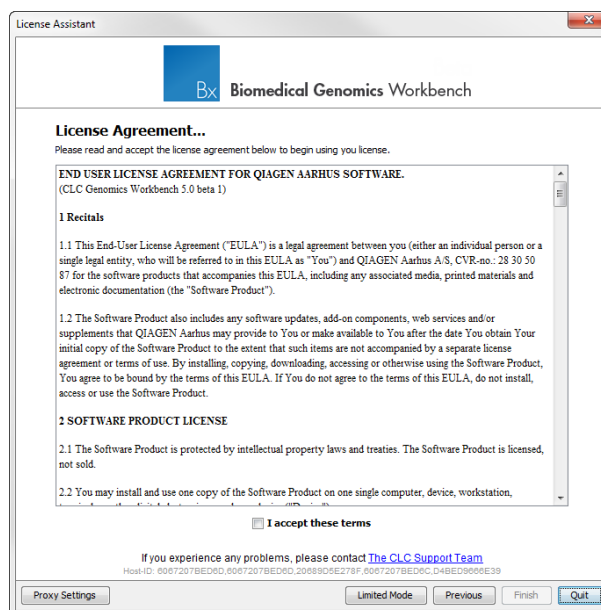 License Assistant
Bx Biomedical Genomics Workbench
License Agreement...
Please read and accept the license agreement below to begin using you license.
END USER LICENSE AGREEMENT FOR QIAGEN AARHUS SOFTWARE.
(CLC Genomics Workbench 5.0 beta 1)
1 Recitals
1.1 This End-User License Agreement ("EULA") is a legal agreement between you (either an individual person or a
single legal entity, who will be referred to in this EULA as "You") and QIAGEN Aarhus A/S, CVR-no.: 28 30 50
87 for the software products that accompanies this EULA, including any associated media, printed materials and
electronic documentation (the "Software Product").
1.2 The Software Product also includes any software updates, add-on components, web services and/or
supplements that QIAGEN Aarhus may provide to You or make available to You after the date You obtain Your
initial copy of the Software Product to the extent that such items are not accompanied by a separate license
agreement or terms of use. By installing, copying, downloading, accessing or otherwise using the Software Product,
You agree to be bound by the terms of this EULA. If You do not agree to the terms of this EULA, do not install,
access or use the Software Product.
2 SOFTWARE PRODUCT LICENSE
2.1 The Software Product is protected by intellectual property laws and treaties. The Software Product is licensed,
not sold.
2.2 You may install and use one copy of the Software Product on one single computer, device, workstation,
I accept these terms
If you experience any problems, please contact The CLC Support Team
Host-ID: 6067207BED6D,6067207BED6D,20689D5E278F,6067207BED6C,D4BED9666E39
Proxy Settings
Limited Mode
Previous
Finish
Quit